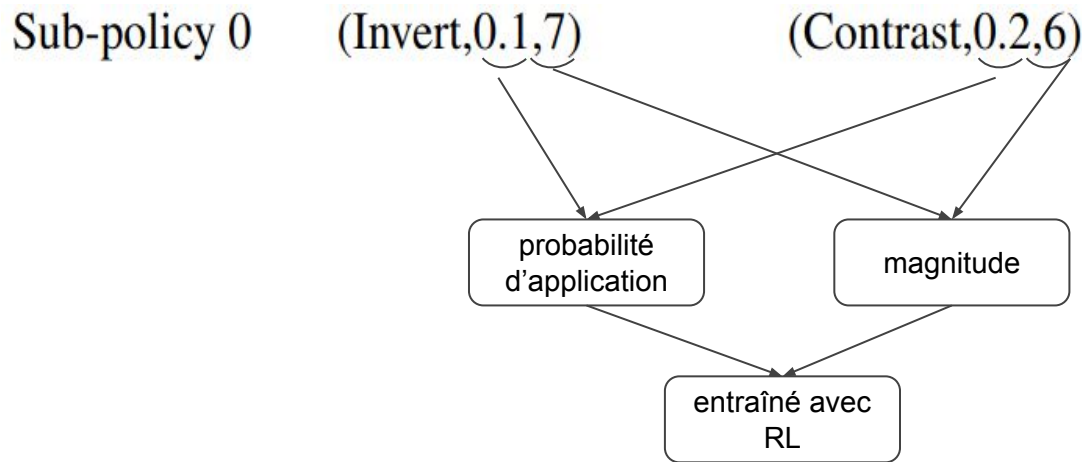 Sub-policy 0 (Invert,0.1,7) (Contrast,0.2,6)
probabilité
d’application
magnitude
entraîné avec
RL